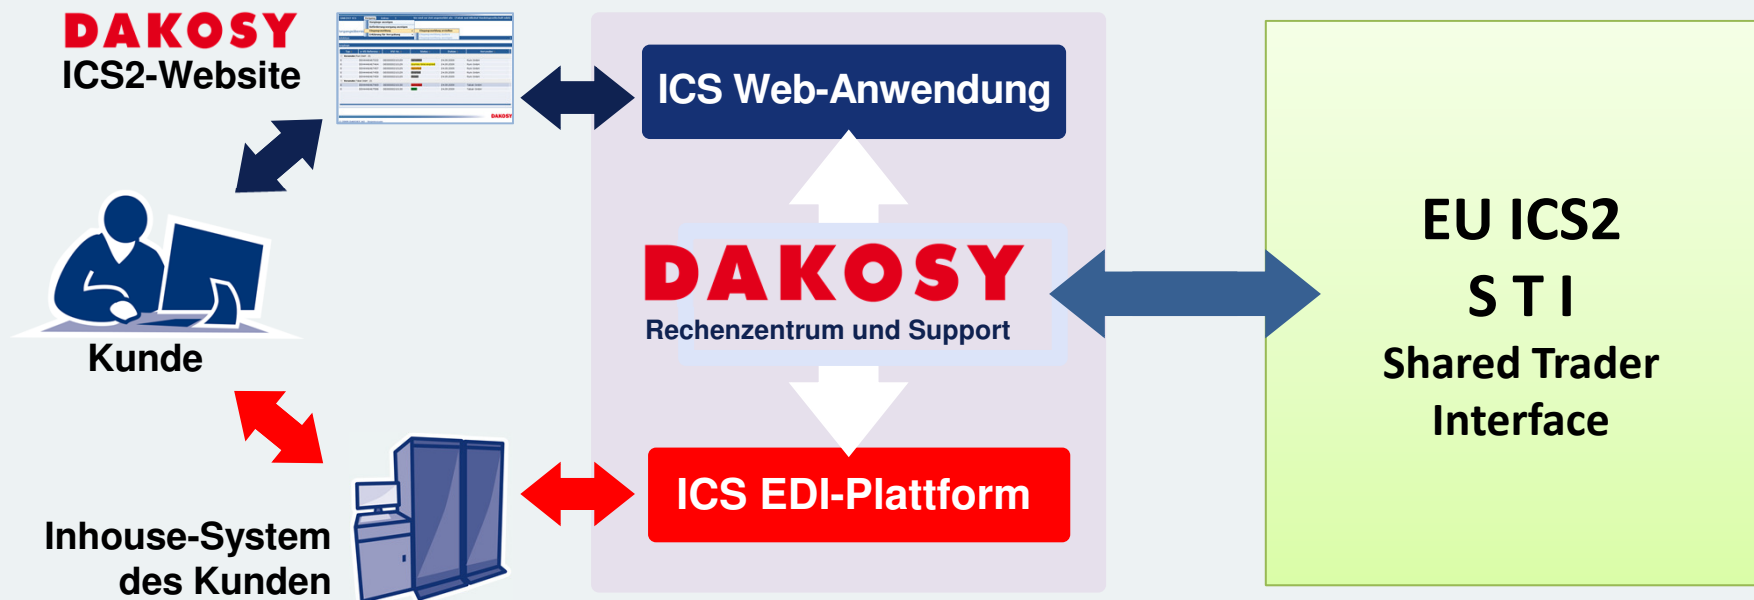 DAKOSY
ICS2-Website
DAKOSY
ICS Web-Anwendung
DAKOSY
Rechenzentrum und Support
Kunde
ICS EDI-Plattform
Inhouse-System
des Kunden
EU ICS2
S T I
Shared Trader
Interface